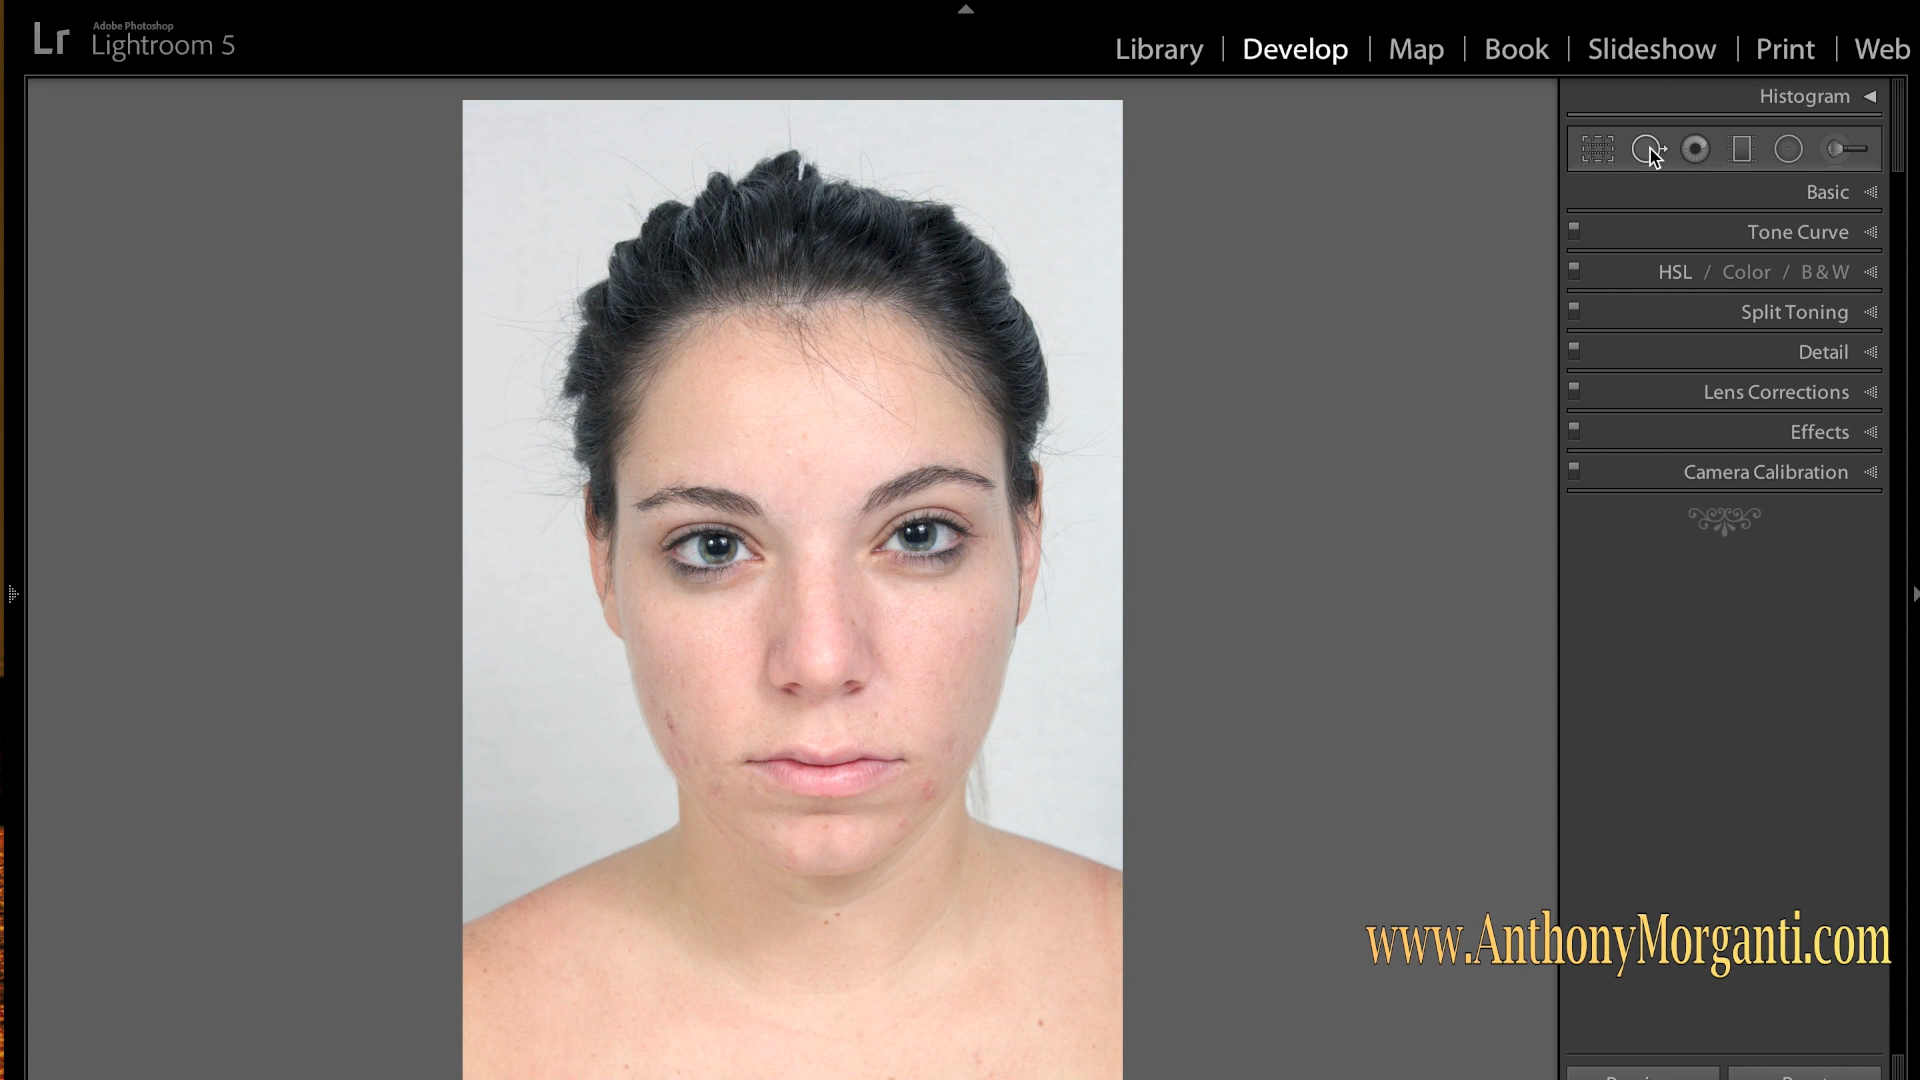 Lr
Adobe Photoshop
Lightroom 5
Library | Develop | Map | Book | Slideshow | Print | Web
Histogram
Basic
Tone Curve
HSL / Color / B & W
Split Toning
Detail
Lens Corrections
Effects
Camera Calibration
www.AnthonyMorganti.com